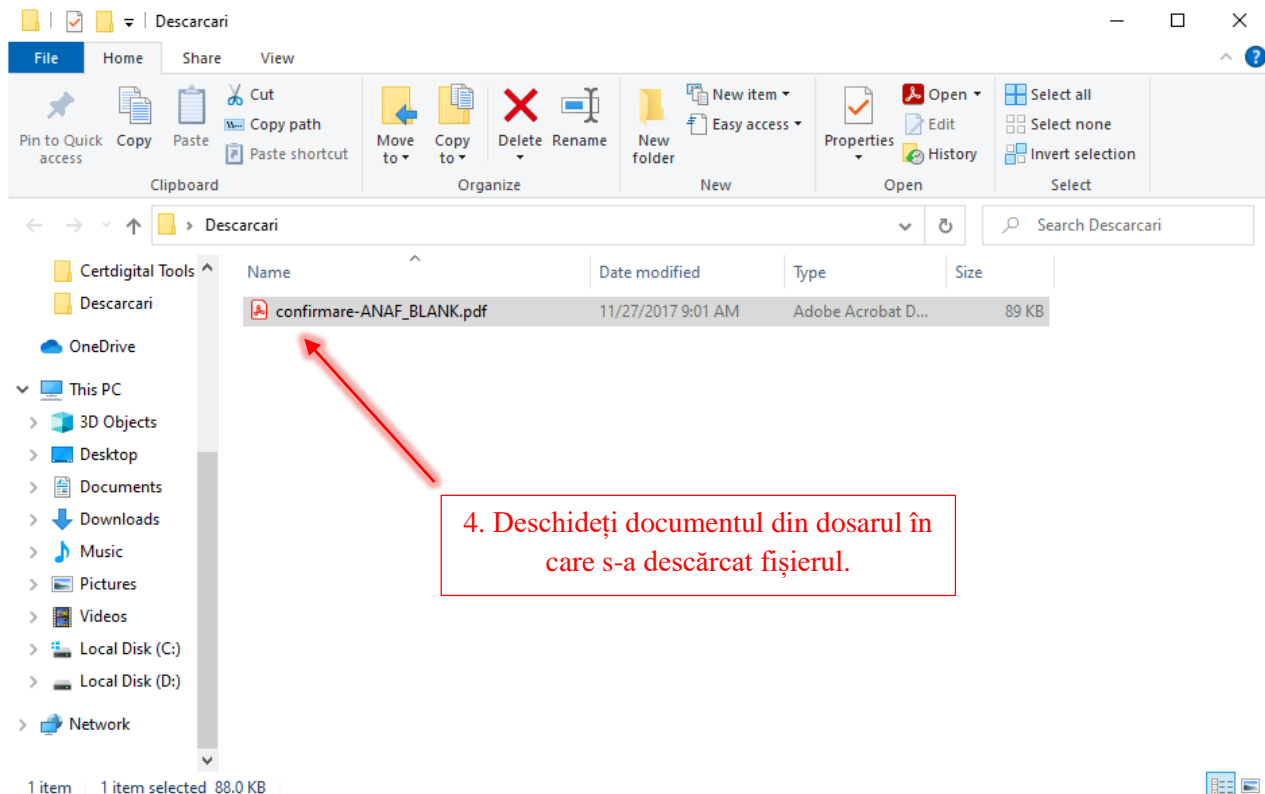 Descarcari
File Home Share View
Pin to Quick access
Copy
Paste
Cut
Copy path
Paste shortcut
Clipboard
Move to
Copy to
Delete
Rename
Organize
New folder
New item
Easy access
New
Properties
Open
Edit
History
Open
Select all
Select none
Invert selection
Select
Descarcari
Search Descarcari
Certdigital Tools
Descarcari
OneDrive
This PC
3D Objects
Desktop
Documents
Downloads
Music
Pictures
Videos
Local Disk (C:)
Local Disk (D:)
Network
Name Date modified Type Size
confirmare-ANAF_BLANK.pdf 11/27/2017 9:01 AM Adobe Acrobat D... 89 KB
4. Deschideți documentul din dosarul în
care s-a descărcat fișierul.
1 item 1 item selected 88.0 KB